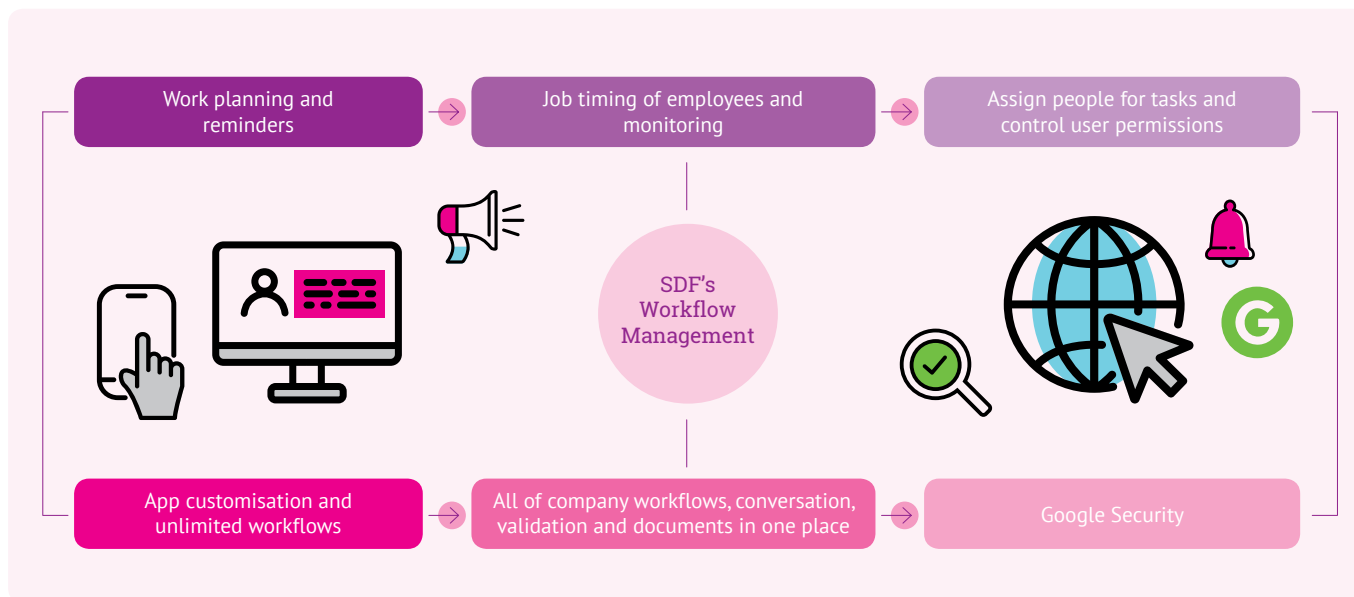 Work planning and
reminders
Job timing of employees and
monitoring
Assign people for tasks and
control user permissions
SDF’s
Workflow
Management
G
App customisation and
unlimited workflows
All of company workflows, conversation,
validation and documents in one place
Google Security